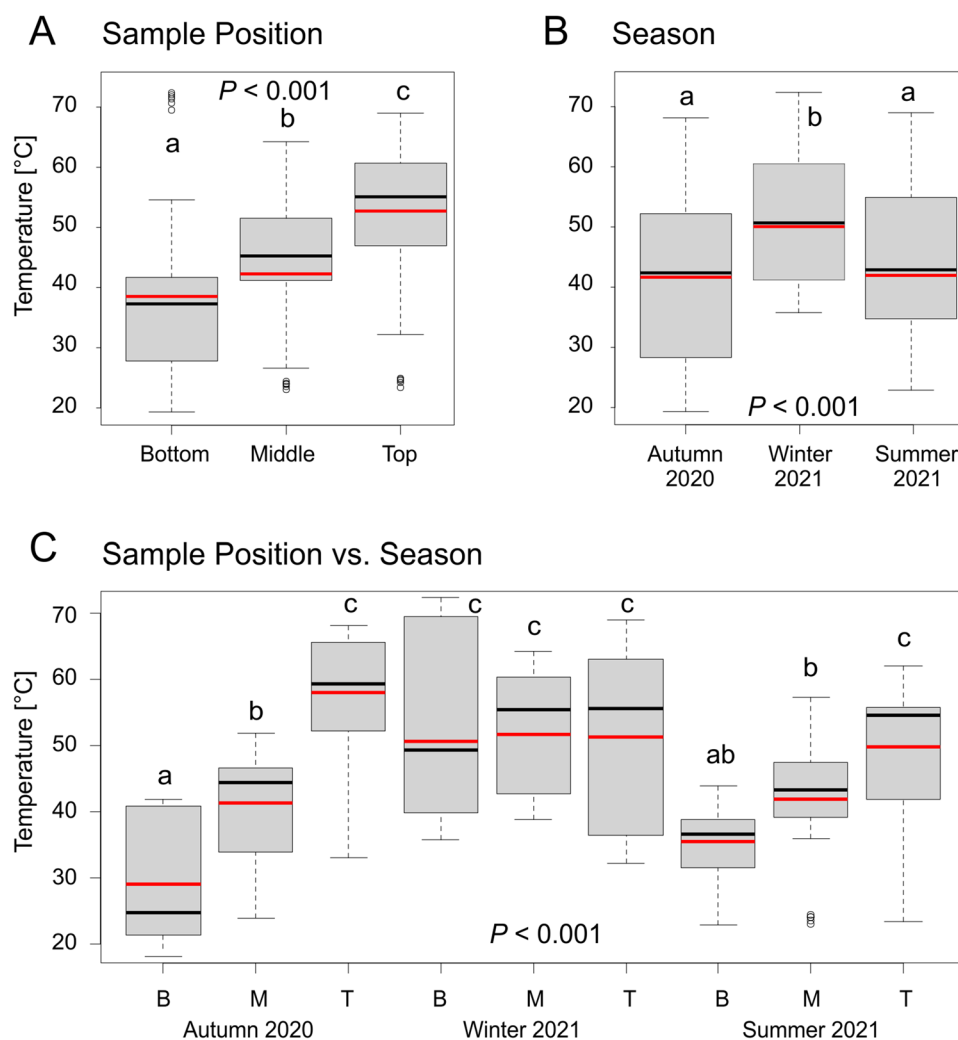 A Sample Position
P < 0.001
a b c
70
60
50
40
30
20
Temperature [°C]
Bottom Middle Top
B Season
a b a
70
60
50
40
30
20
P < 0.001
Autumn Winter Summer
2020 2021 2021
C Sample Position vs. Season
a b c c c c ab b c
70
60
50
40
30
20
Temperature [°C]
P < 0.001
B M T B M T B M T
Autumn 2020 Winter 2021 Summer 2021